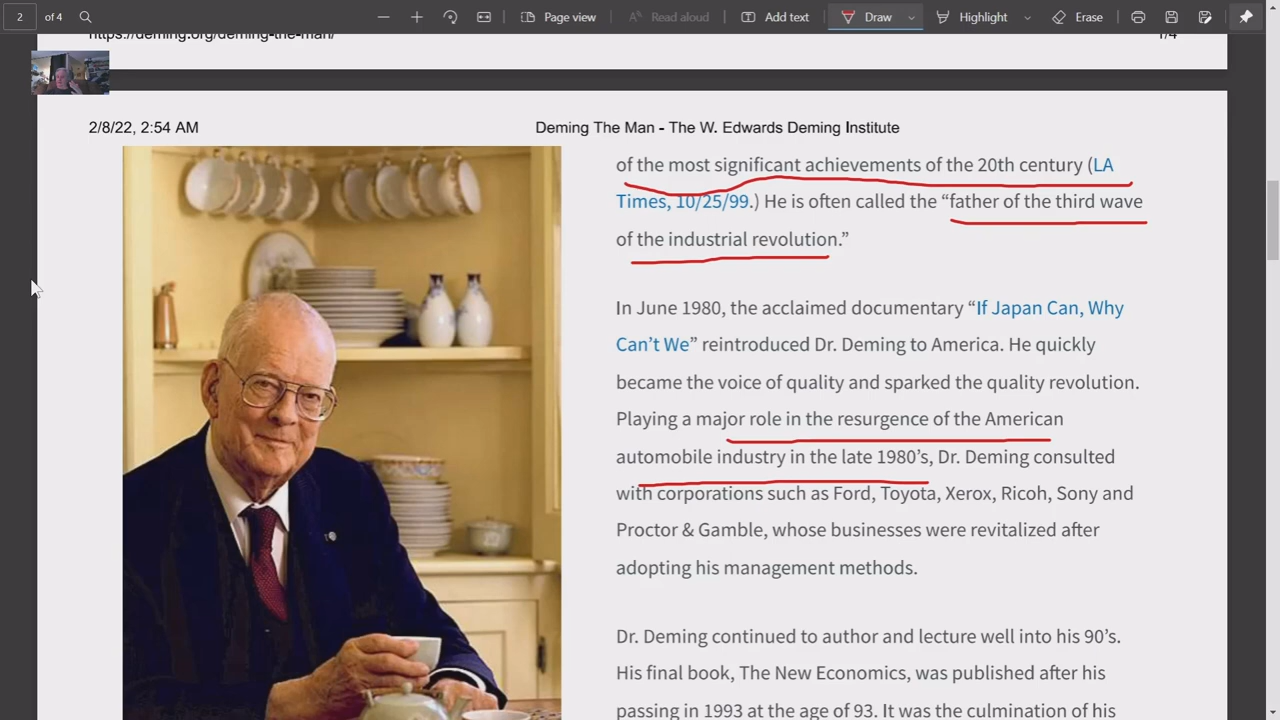 2 of 4 Page view Read aloud Add text Draw Highlight Erase
https://deming.org/deming-the-man/ 1/4
2/8/22, 2:54 AM Deming The Man - The W. Edwards Deming Institute
of the most significant achievements of the 20th century (LA
Times, 10/25/99.) He is often called the “father of the third wave
of the industrial revolution.”
In June 1980, the acclaimed documentary “If Japan Can, Why
Can’t We” reintroduced Dr. Deming to America. He quickly
became the voice of quality and sparked the quality revolution.
Playing a major role in the resurgence of the American
automobile industry in the late 1980’s, Dr. Deming consulted
with corporations such as Ford, Toyota, Xerox, Ricoh, Sony and
Proctor & Gamble, whose businesses were revitalized after
adopting his management methods.
Dr. Deming continued to author and lecture well into his 90’s.
His final book, The New Economics, was published after his
passing in 1993 at the age of 93. It was the culmination of his